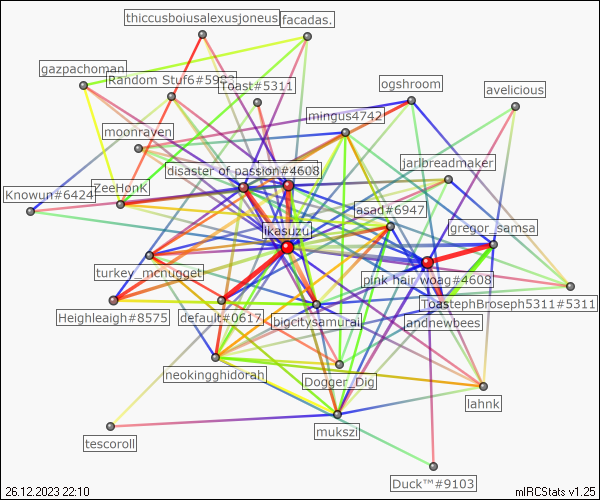 thiccusboiusalexusjoneus
facadas.
gazpachoman
Random Stuf6#5983
Toast#5311
ogshroom
avelicious
mingus4742
moonraven
jarlbreadmaker
disaster of passion#4608
Knowun#6424
ZeeHonK
asad#6947
gregor_samsa
ikasuzu
turkey_mcnugget
pink hair woag#4608
ToastephBroseph5311#5311
Heighleaigh#8575
default#0617
bigcitysamurai
andnewbees
neokingghidorah
Dogger_Dig
lahnk
mukszi
tescoroll
Duck™#9103
26.12.2023 22:10
mIRCStats v1.25